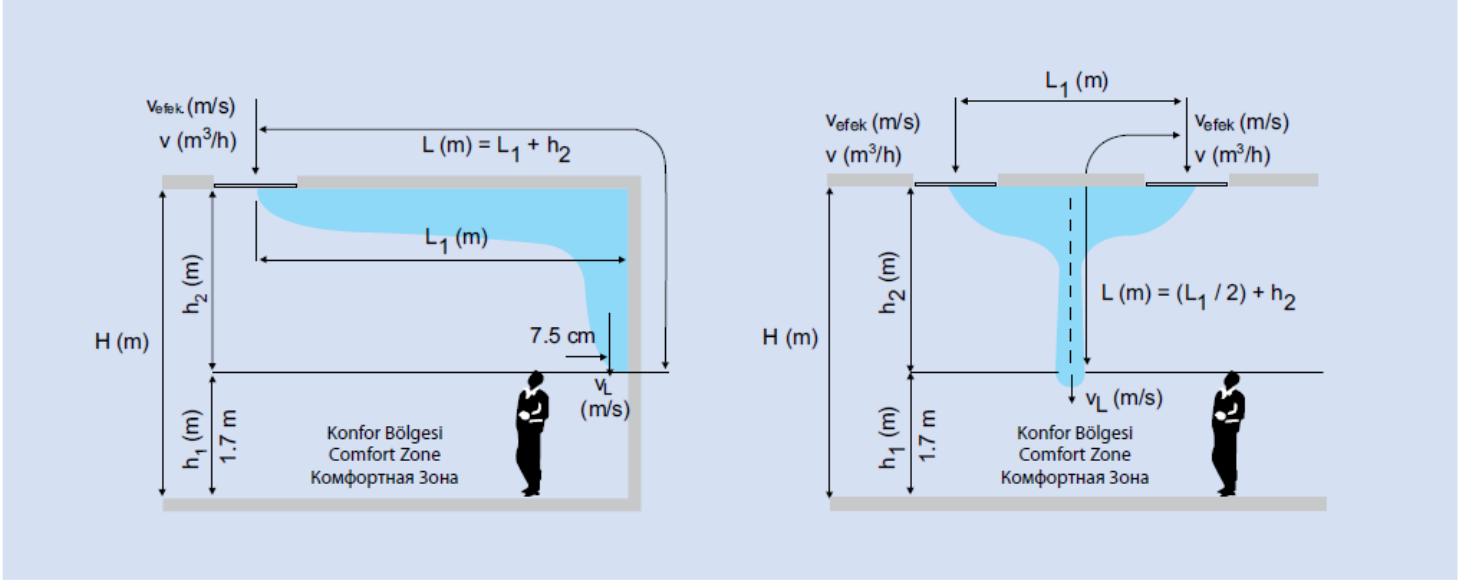 vefek. (m/s)
v (m³/h)
L (m) = L₁ + h₂
L₁ (m)
h₂ (m)
H (m)
7.5 cm
vL
(m/s)
h₁ (m)
1.7 m
Konfor Bölgesi
Comfort Zone
Комфортная Зона
L₁ (m)
vefek (m/s)
v (m³/h)
vefek (m/s)
v (m³/h)
h₂ (m)
L (m) = (L₁ / 2) + h₂
H (m)
vL (m/s)
h₁ (m)
1.7 m
Konfor Bölgesi
Comfort Zone
Комфортная Зона